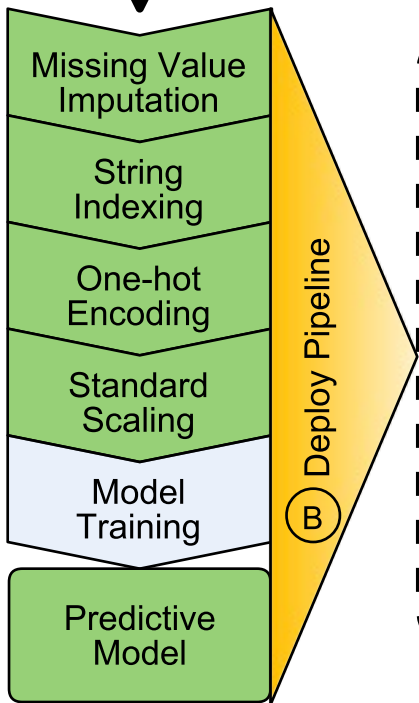 Missing Value
Imputation
String
Indexing
One-hot
Encoding
Standard
Scaling
Model
Training
Predictive
Model
B Deploy Pipeline